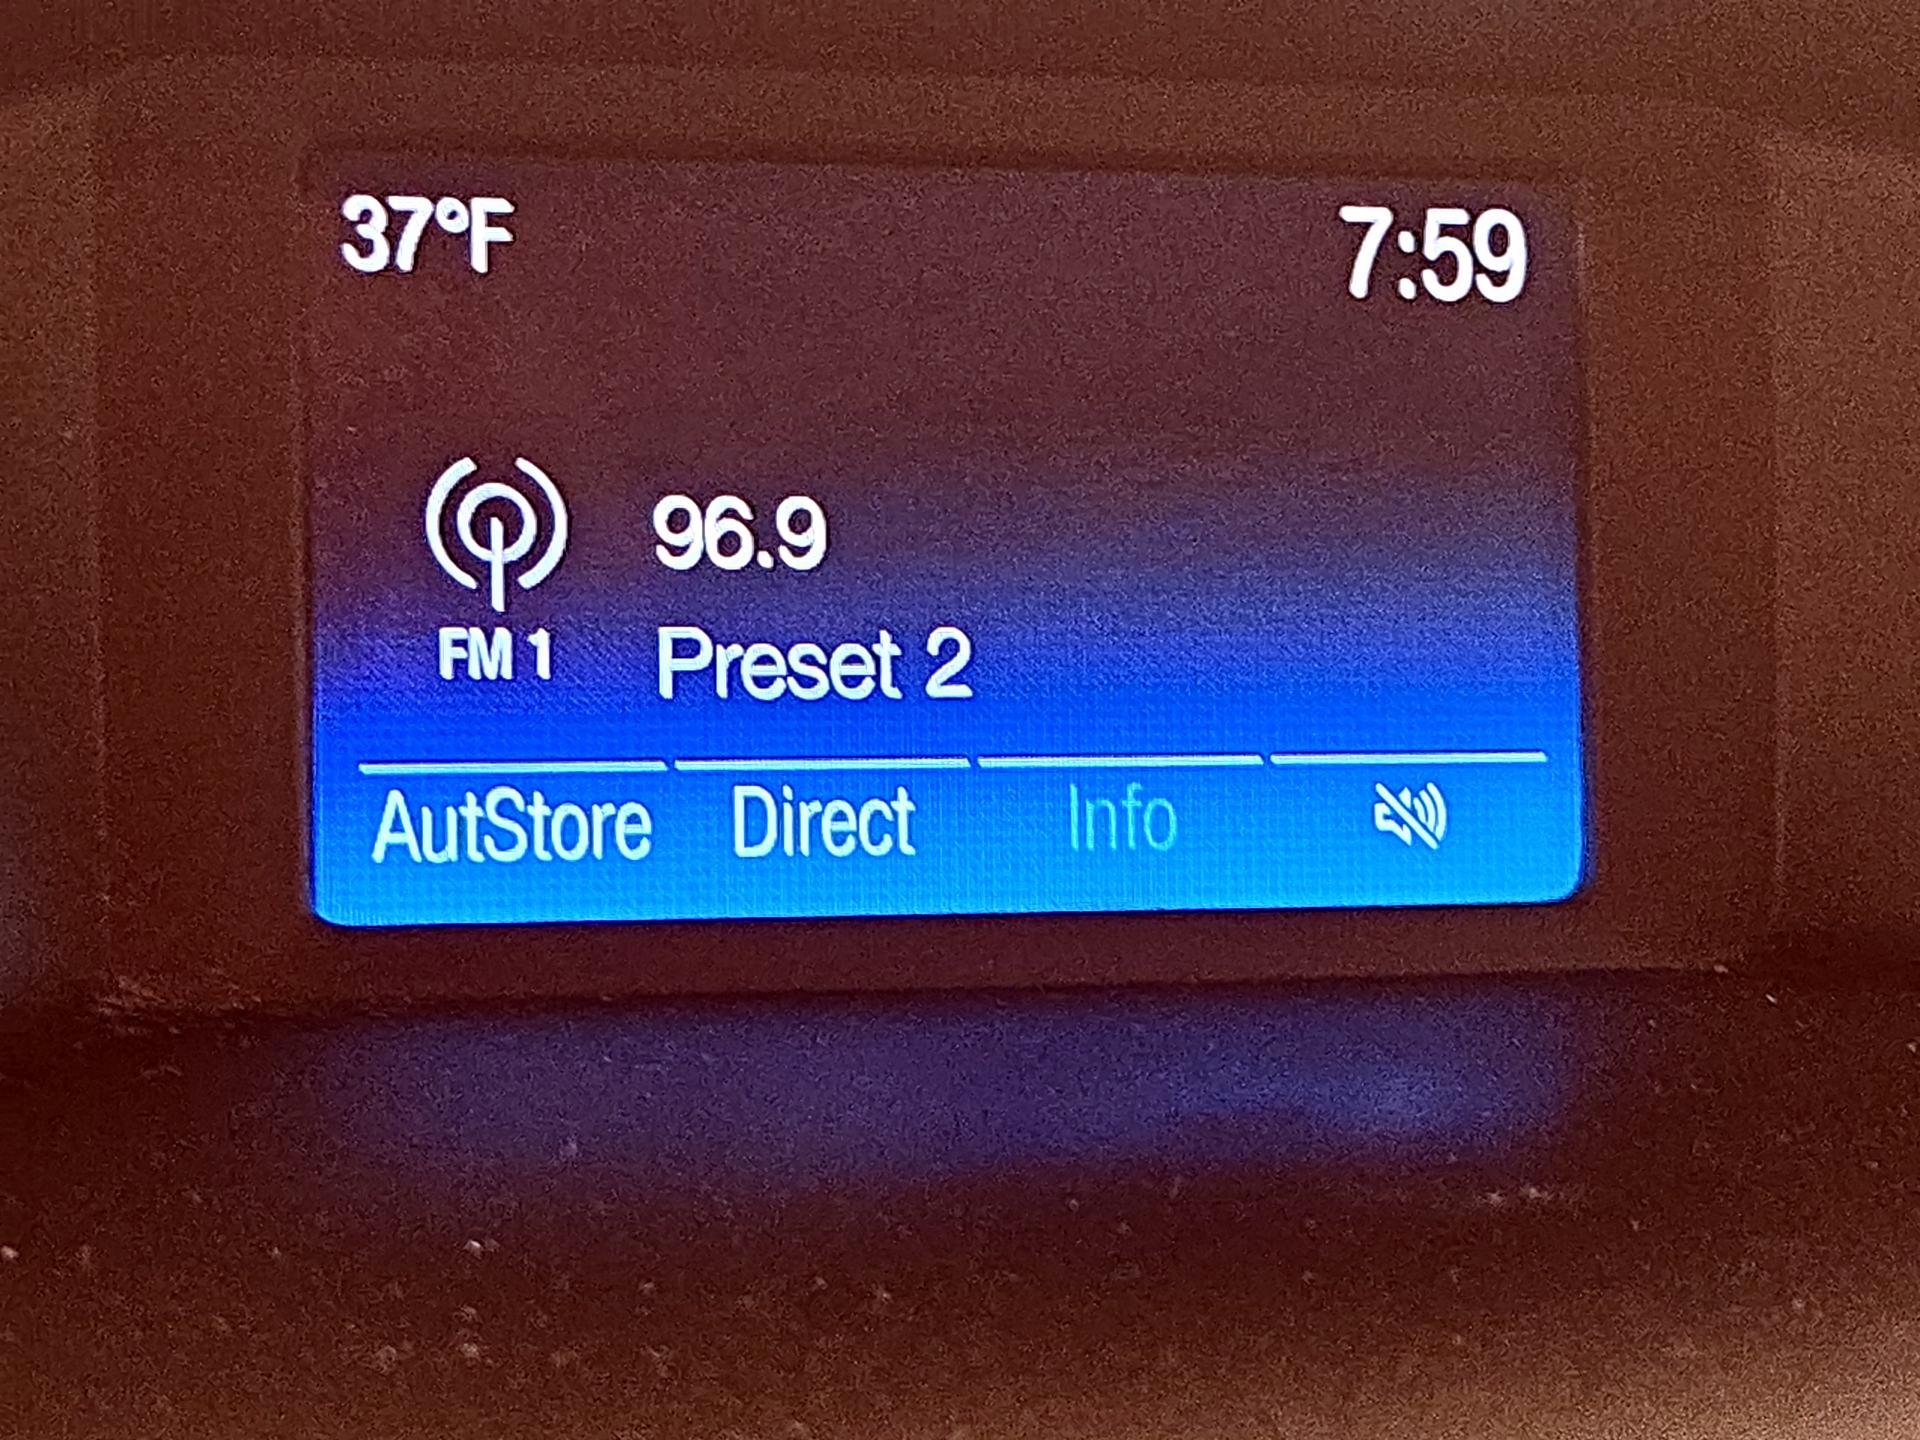 37°F
7:59
96.9
FM 1
Preset 2
AutStore
Direct
Info